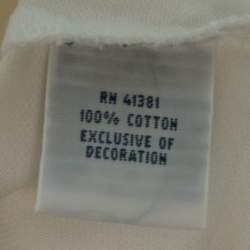 RN 41381
100% COTTON
EXCLUSIVE OF
DECORATION